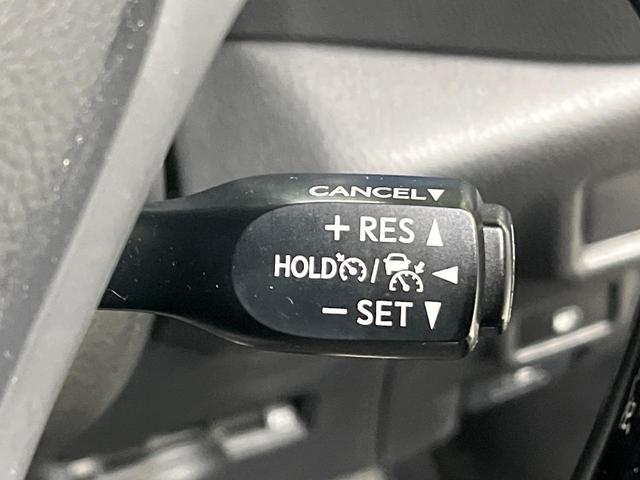 CANCEL▼
+ RES ▲
HOLD / ◀
− SET ▼